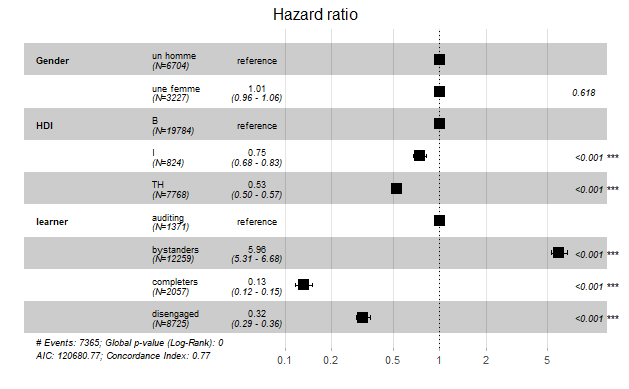 Hazard ratio
Gender un homme (N=6704) reference
une femme (N=3227) 1.01 (0.96 - 1.06) 0.618
HDI B (N=19784) reference
I (N=824) 0.75 (0.68 - 0.83) <0.001 ***
TH (N=7768) 0.53 (0.50 - 0.57) <0.001 ***
learner auditing (N=1371) reference
bystanders (N=12259) 5.96 (5.31 - 6.68) <0.001 ***
completers (N=2057) 0.13 (0.12 - 0.15) <0.001 ***
disengaged (N=8725) 0.32 (0.29 - 0.36) <0.001 ***
# Events: 7365; Global p-value (Log-Rank): 0
AIC: 120680.77; Concordance Index: 0.77
0.1 0.2 0.5 1 2 5